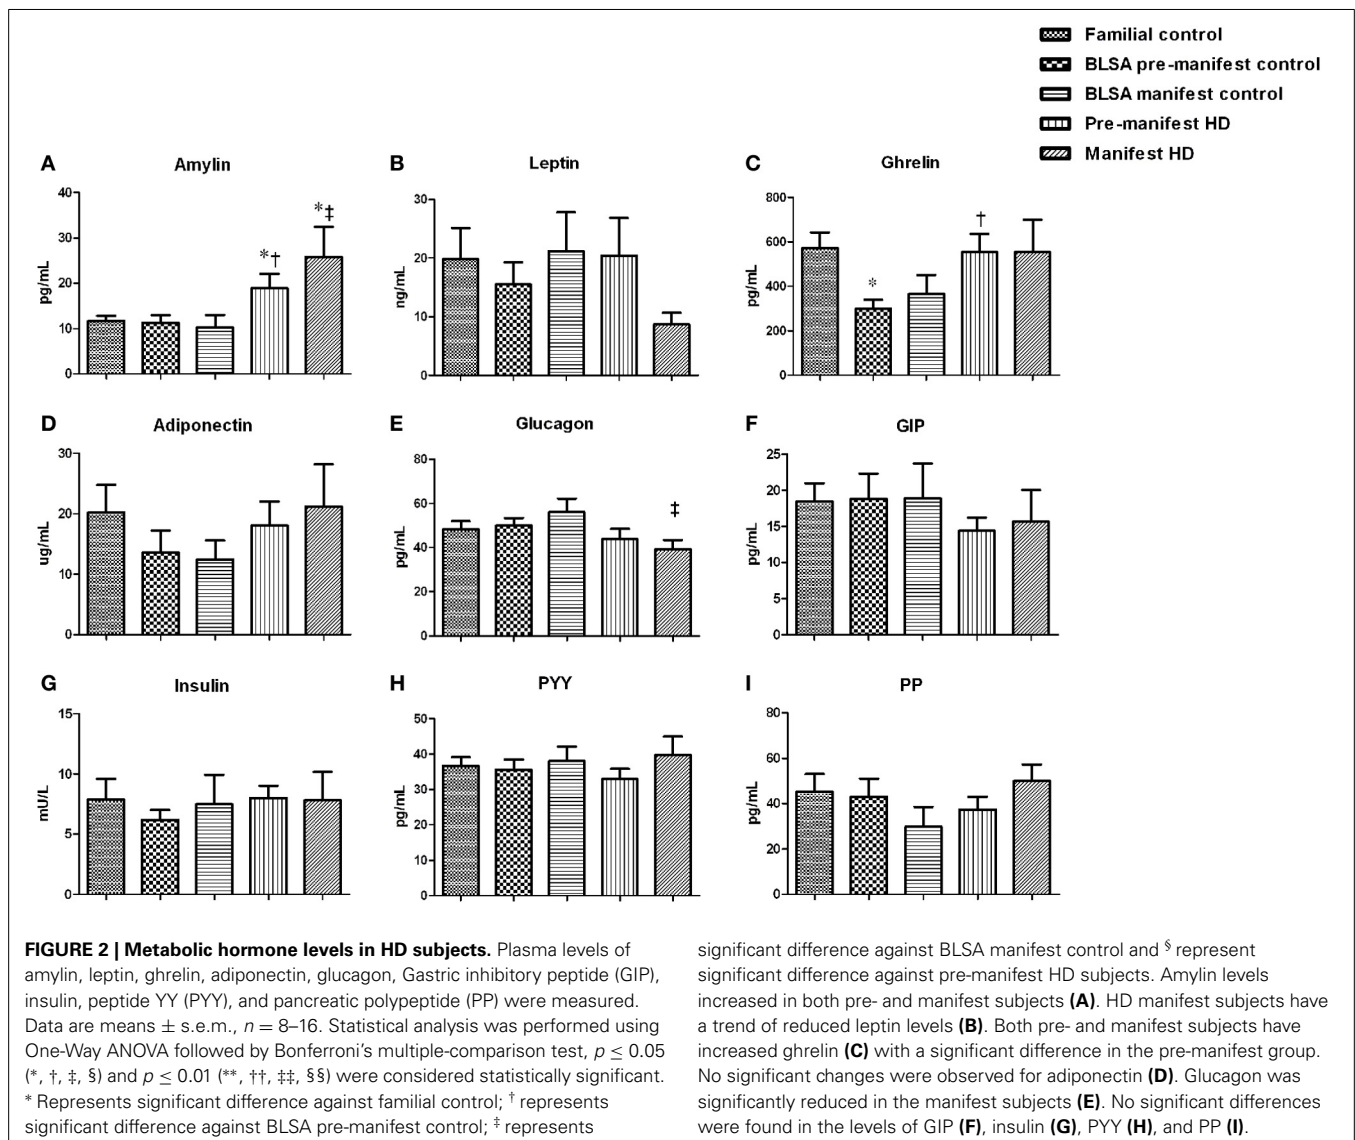 Familial control
BLSA pre-manifest control
BLSA manifest control
Pre-manifest HD
Manifest HD
A
Amylin
40
30
20
10
0
pg/mL
*†
*‡
B
Leptin
30
20
10
0
ng/mL
C
Ghrelin
800
600
400
200
0
pg/mL
*
†
D
Adiponectin
30
20
10
0
ug/mL
E
Glucagon
80
60
40
20
0
pg/mL
‡
F
GIP
25
20
15
10
5
0
pg/mL
G
Insulin
15
10
5
0
mU/L
H
PYY
50
40
30
20
10
0
pg/mL
I
PP
80
60
40
20
0
pg/mL
FIGURE 2 | Metabolic hormone levels in HD subjects. Plasma levels of
amylin, leptin, ghrelin, adiponectin, glucagon, Gastric inhibitory peptide (GIP),
insulin, peptide YY (PYY), and pancreatic polypeptide (PP) were measured.
Data are means ± s.e.m., n = 8–16. Statistical analysis was performed using
One-Way ANOVA followed by Bonferroni's multiple-comparison test, p ≤ 0.05
(*, †, ‡, §) and p ≤ 0.01 (**, ††, ‡‡, §§) were considered statistically significant.
* Represents significant difference against familial control; † represents
significant difference against BLSA pre-manifest control; ‡ represents
significant difference against BLSA manifest control and § represent
significant difference against pre-manifest HD subjects. Amylin levels
increased in both pre- and manifest subjects (A). HD manifest subjects have
a trend of reduced leptin levels (B). Both pre- and manifest subjects have
increased ghrelin (C) with a significant difference in the pre-manifest group.
No significant changes were observed for adiponectin (D). Glucagon was
significantly reduced in the manifest subjects (E). No significant differences
were found in the levels of GIP (F), insulin (G), PYY (H), and PP (I).